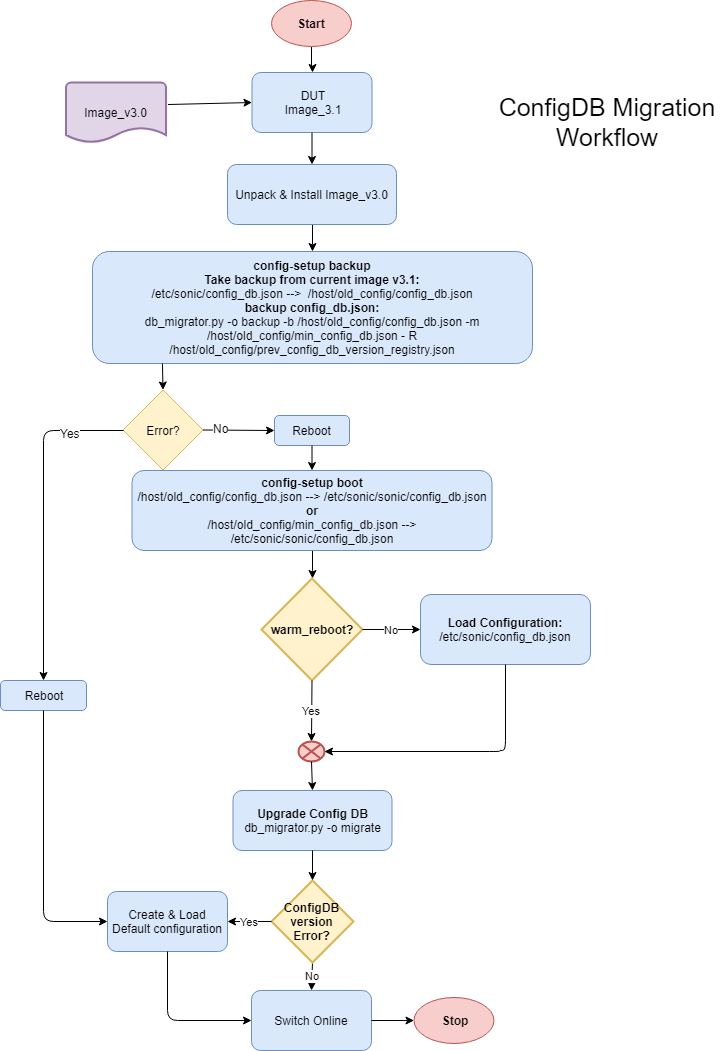 Start
ConfigDB Migration
Workflow
Image_v3.0
DUT
Image_3.1
Unpack & Install Image_v3.0
config-setup backup
Take backup from current image v3.1:
/etc/sonic/config_db.json --> /host/old_config/config_db.json
backup config_db.json:
db_migrator.py -o backup -b /host/old_config/config_db.json -m
/host/old_config/min_config_db.json - R
/host/old_config/prev_config_db_version_registry.json
Error?
Yes
No
Reboot
config-setup boot
/host/old_config/config_db.json --> /etc/sonic/sonic/config_db.json
or
/host/old_config/min_config_db.json -->
/etc/sonic/sonic/config_db.json
warm_reboot?
No
Load Configuration:
/etc/sonic/config_db.json
Reboot
Yes
Upgrade Config DB
db_migrator.py -o migrate
ConfigDB
version
Error?
Yes
Create & Load
Default configuration
No
Switch Online
Stop